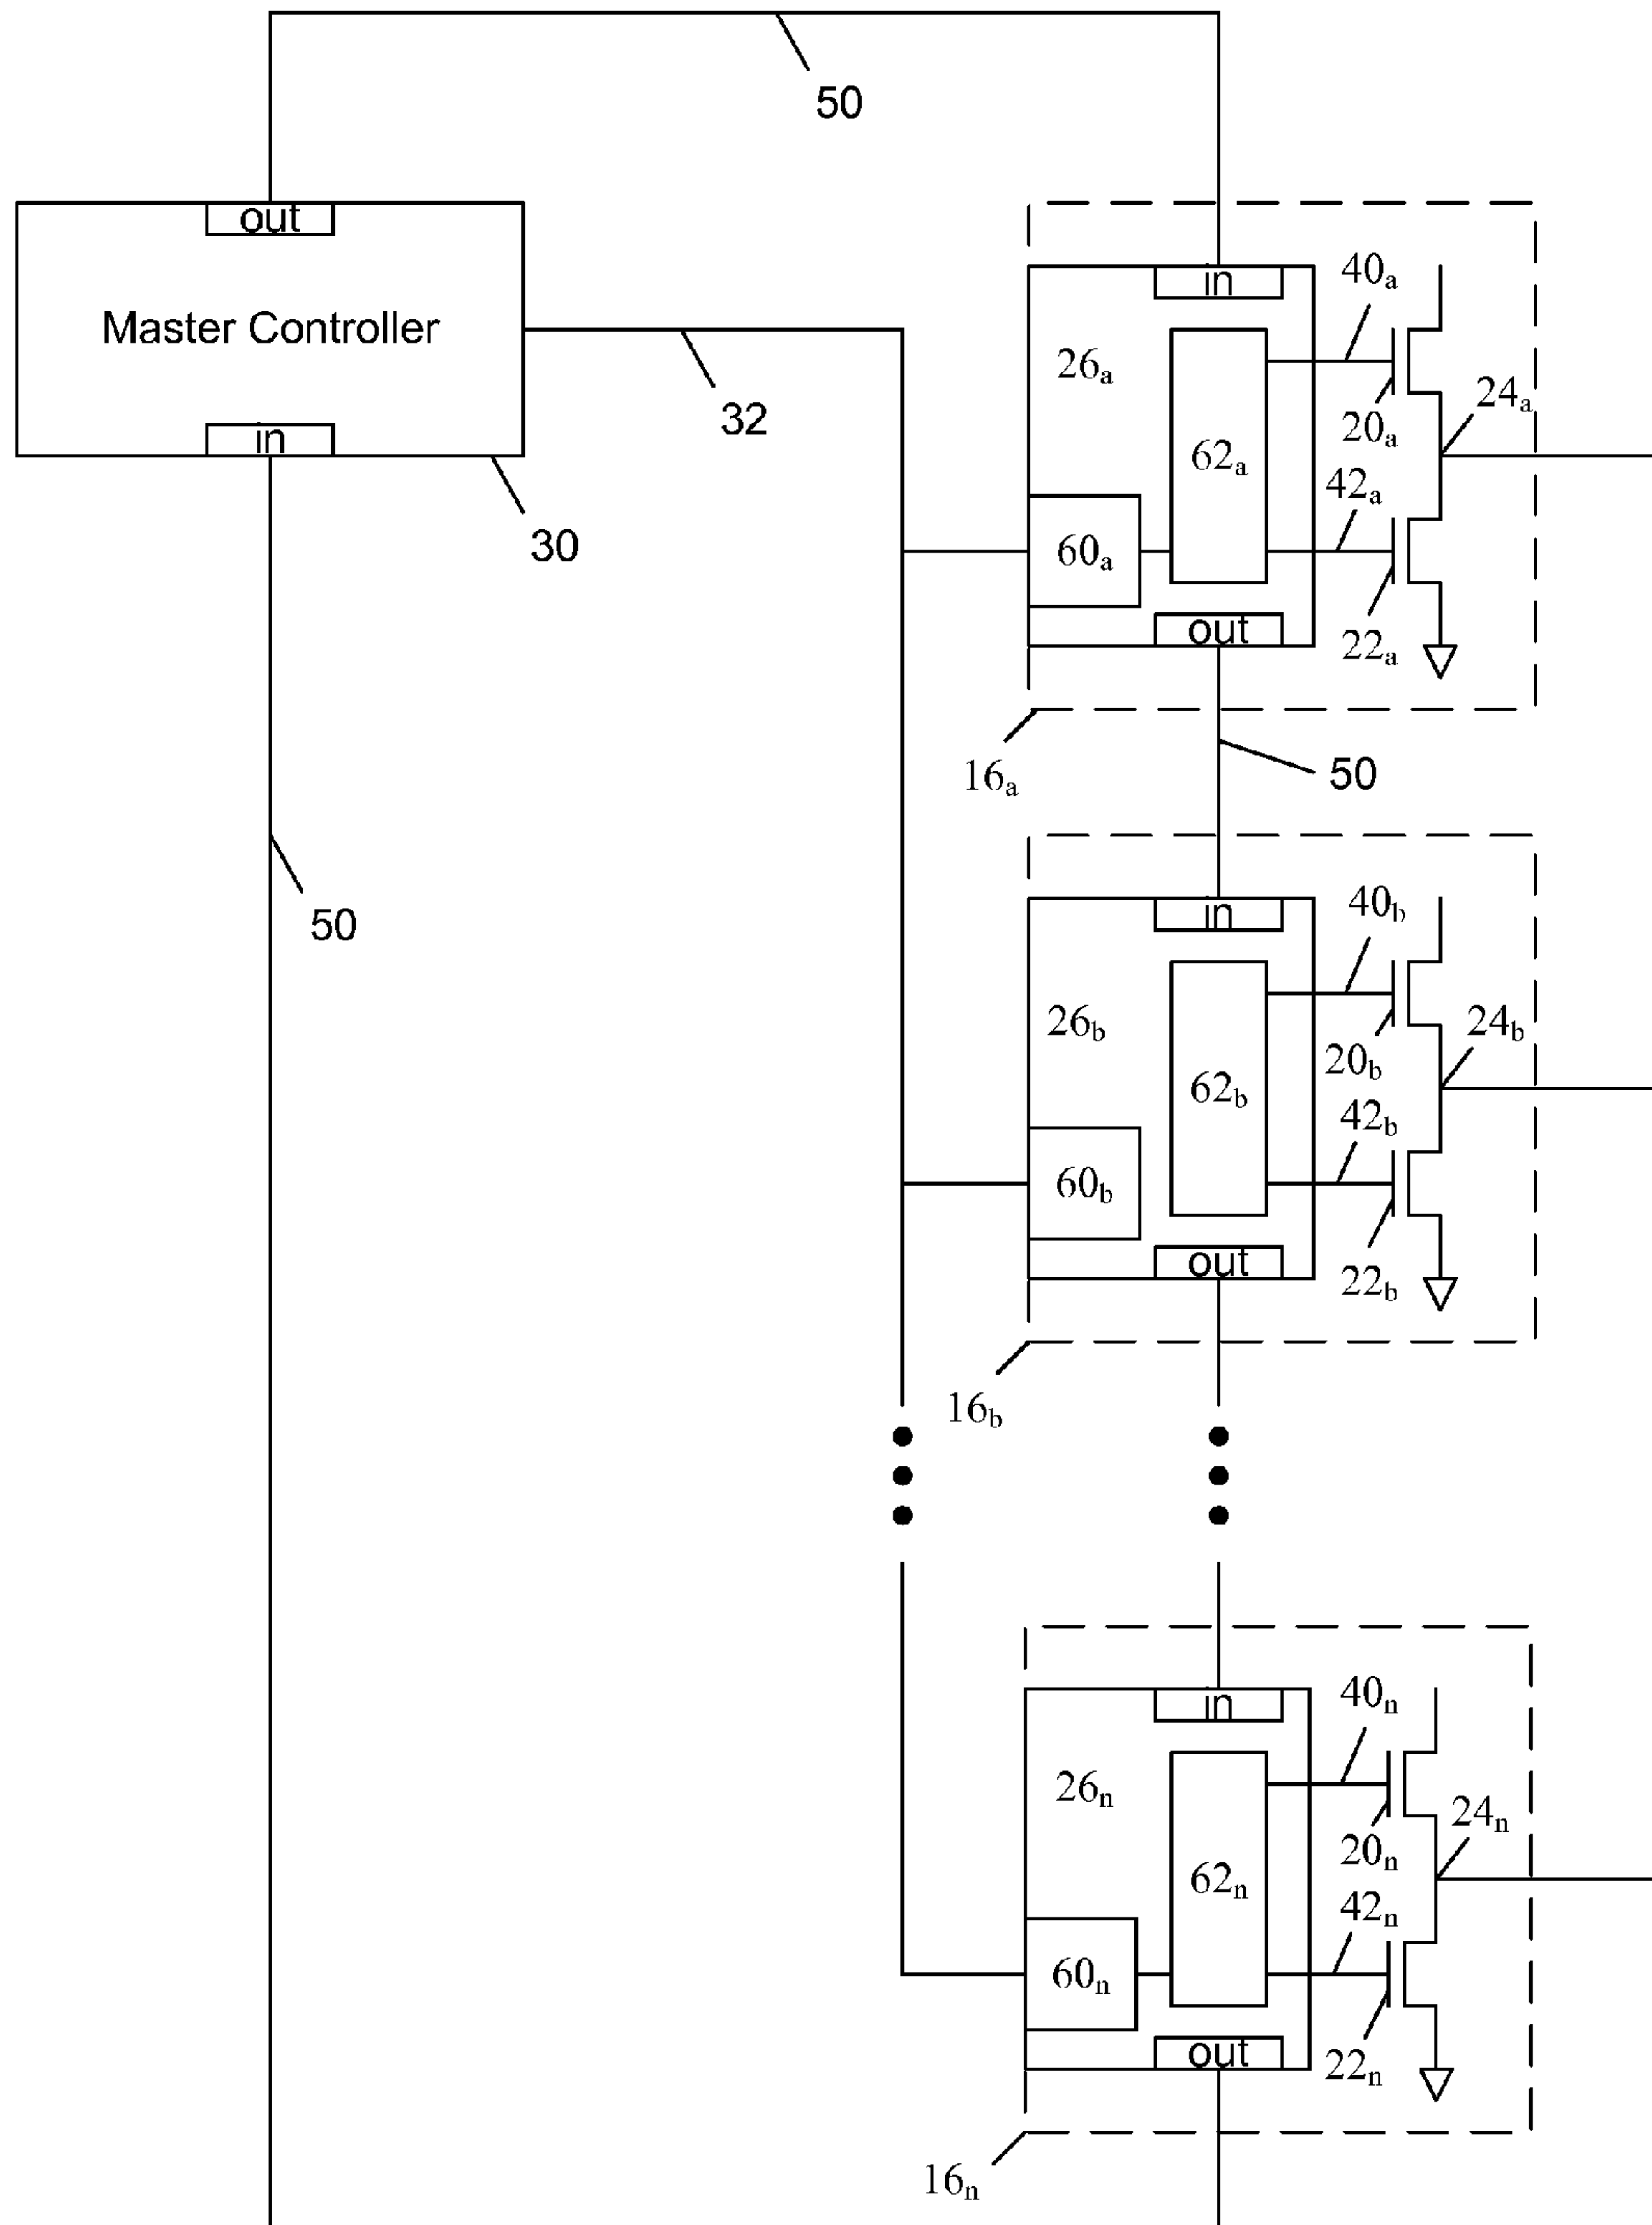 50
out
Master Controller
in
30
32
50
in
26a
62a
60a
out
40a
20a
24a
42a
22a
16a
50
in
26b
62b
60b
out
40b
20b
24b
42b
22b
16b
in
26n
62n
60n
out
40n
20n
24n
42n
22n
16n